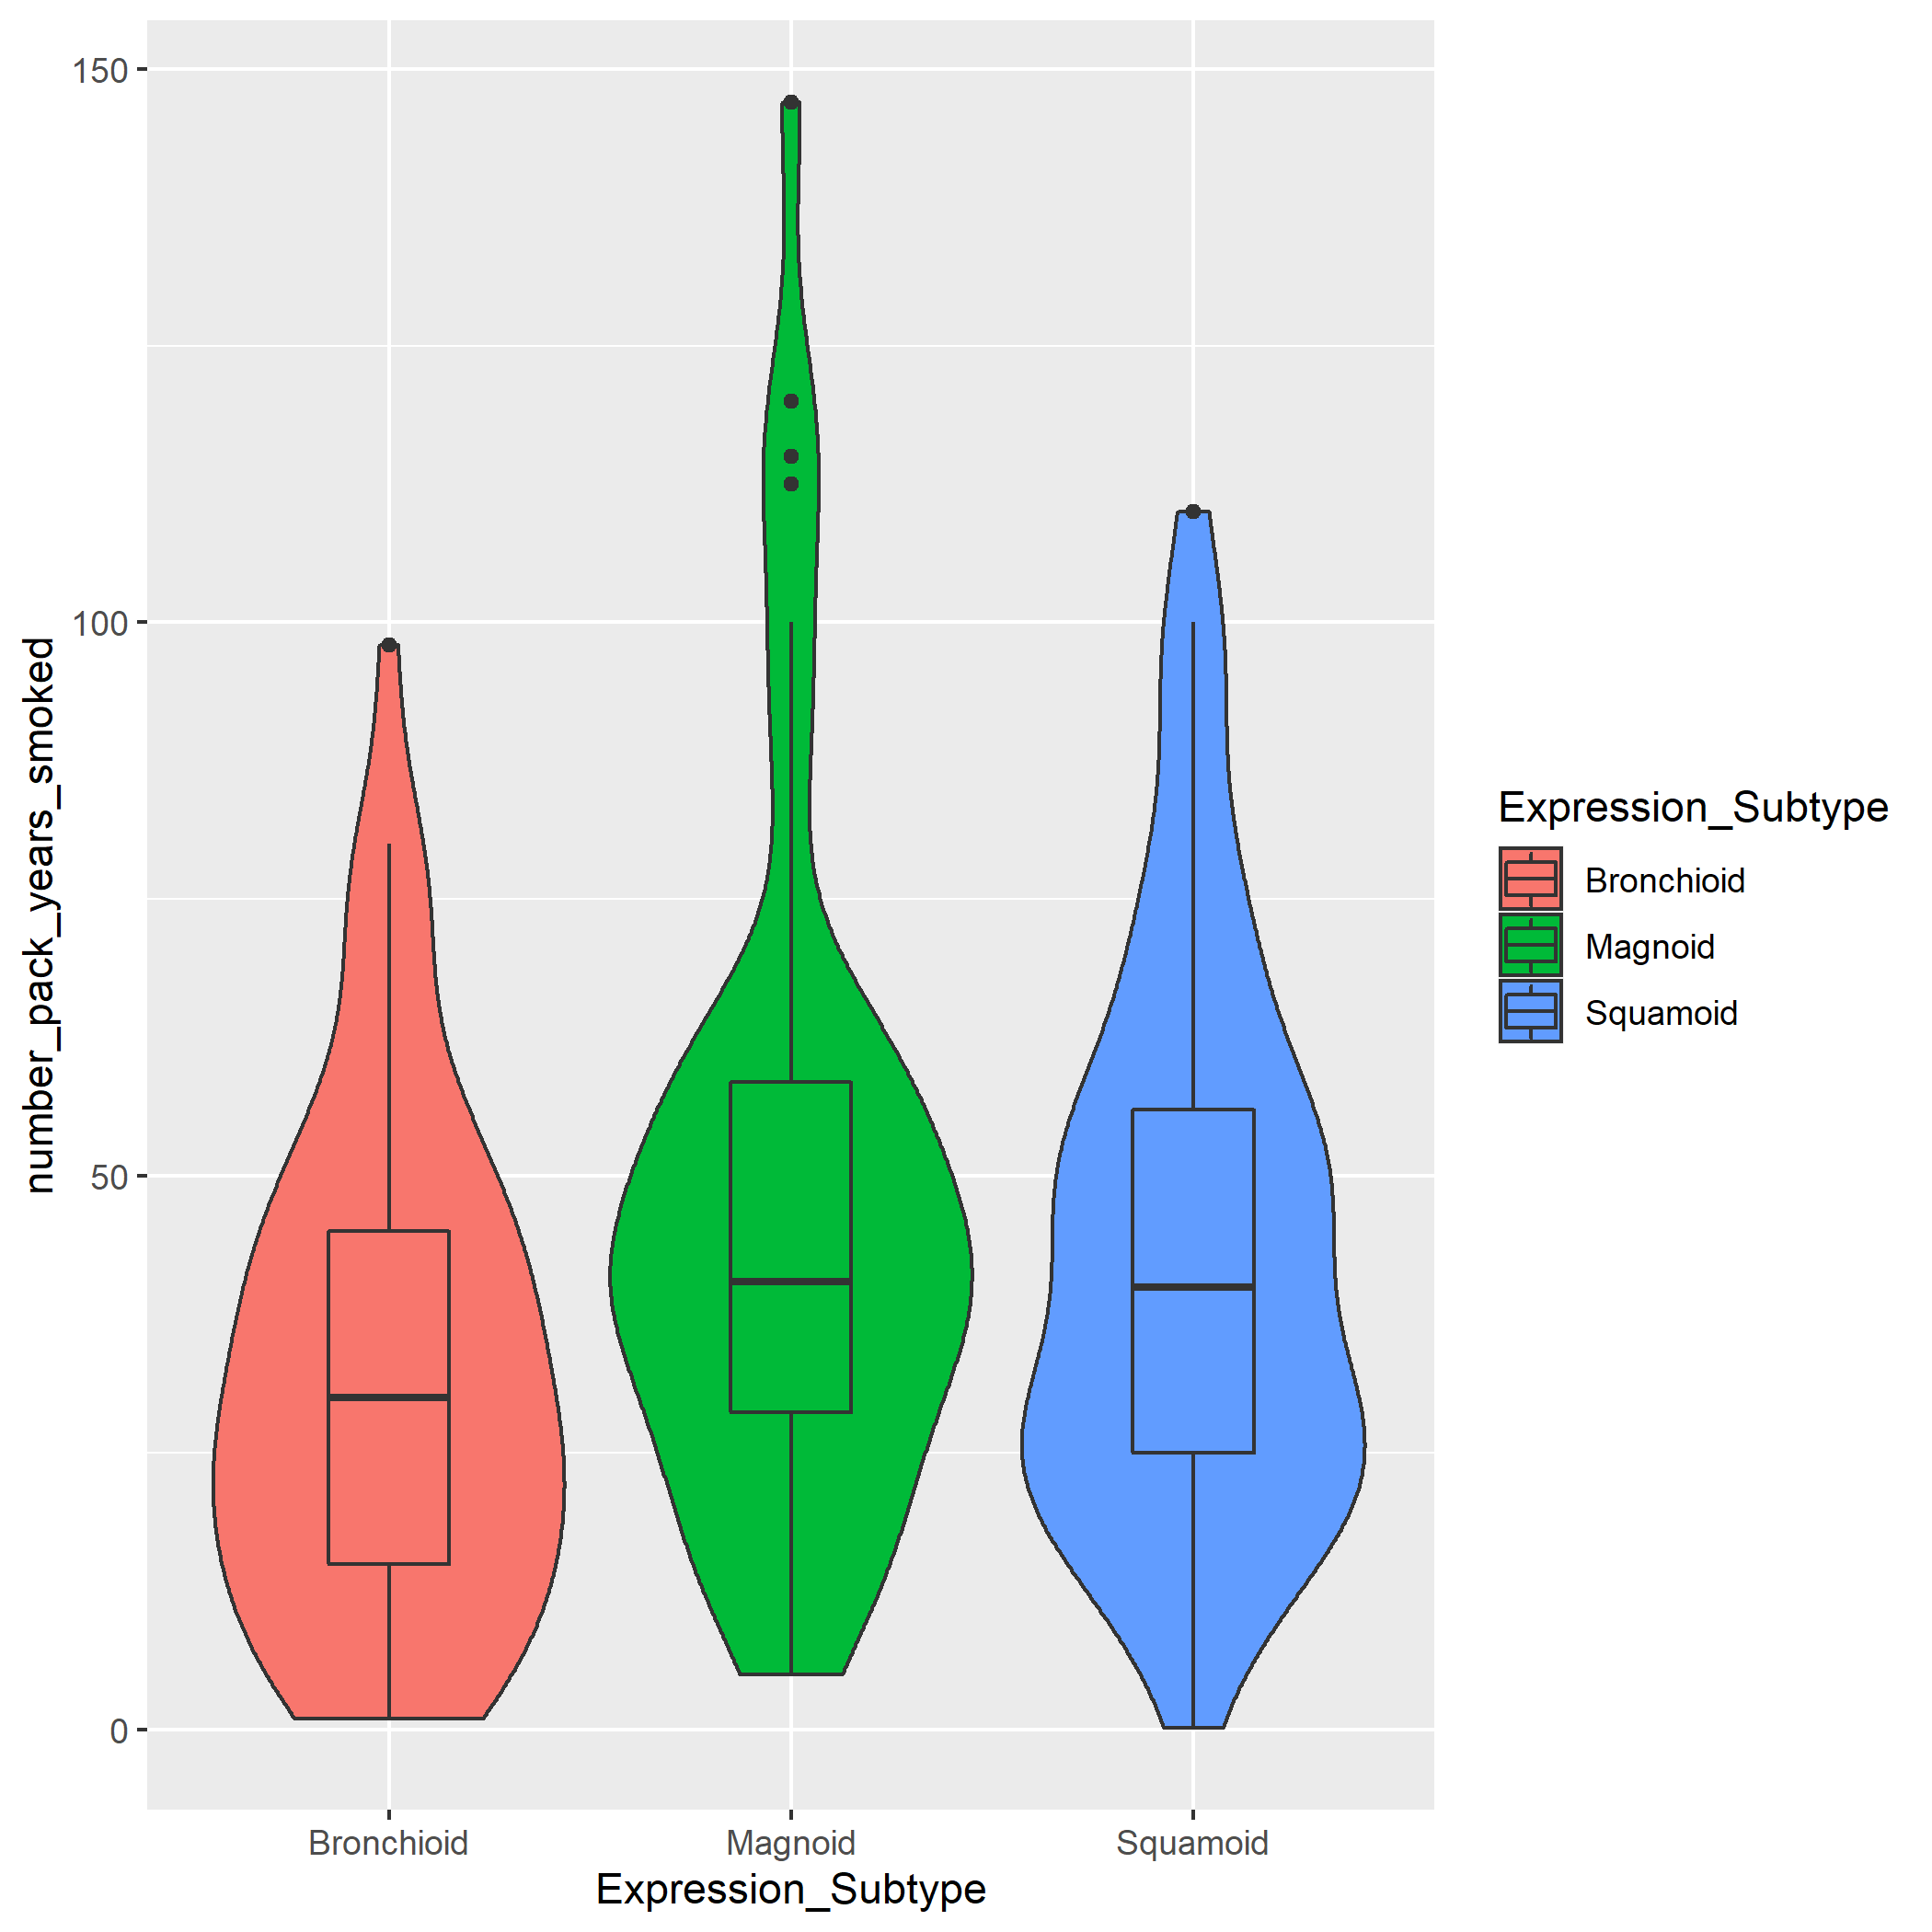 150
100
50
0
number_pack_years_smoked
Bronchioid Magnoid Squamoid
Expression_Subtype
Expression_Subtype
Bronchioid
Magnoid
Squamoid